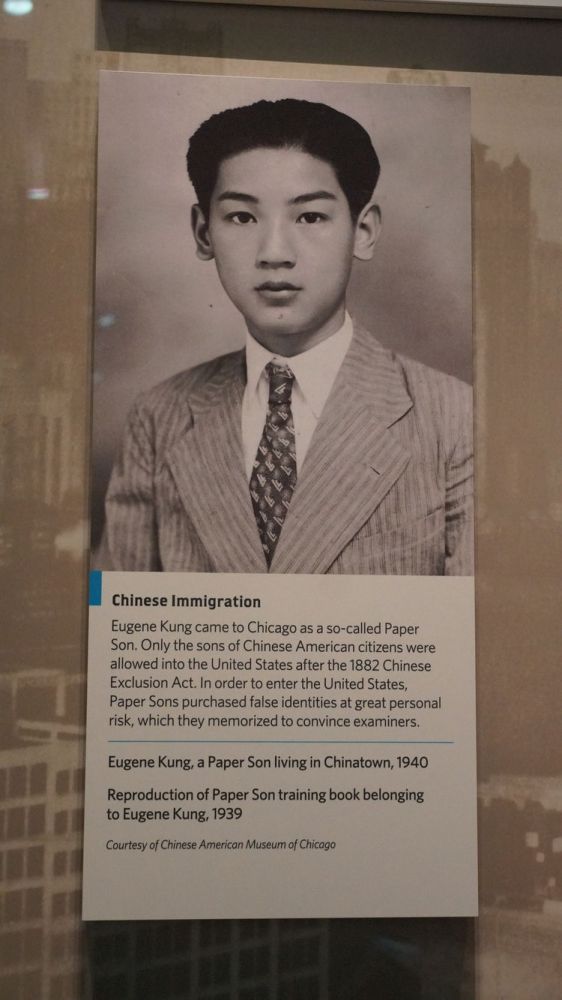 Chinese Immigration
Eugene Kung came to Chicago as a so-called Paper
Son. Only the sons of Chinese American citizens were
allowed into the United States after the 1882 Chinese
Exclusion Act. In order to enter the United States,
Paper Sons purchased false identities at great personal
risk, which they memorized to convince examiners.
Eugene Kung, a Paper Son living in Chinatown, 1940
Reproduction of Paper Son training book belonging
to Eugene Kung, 1939
Courtesy of Chinese American Museum of Chicago